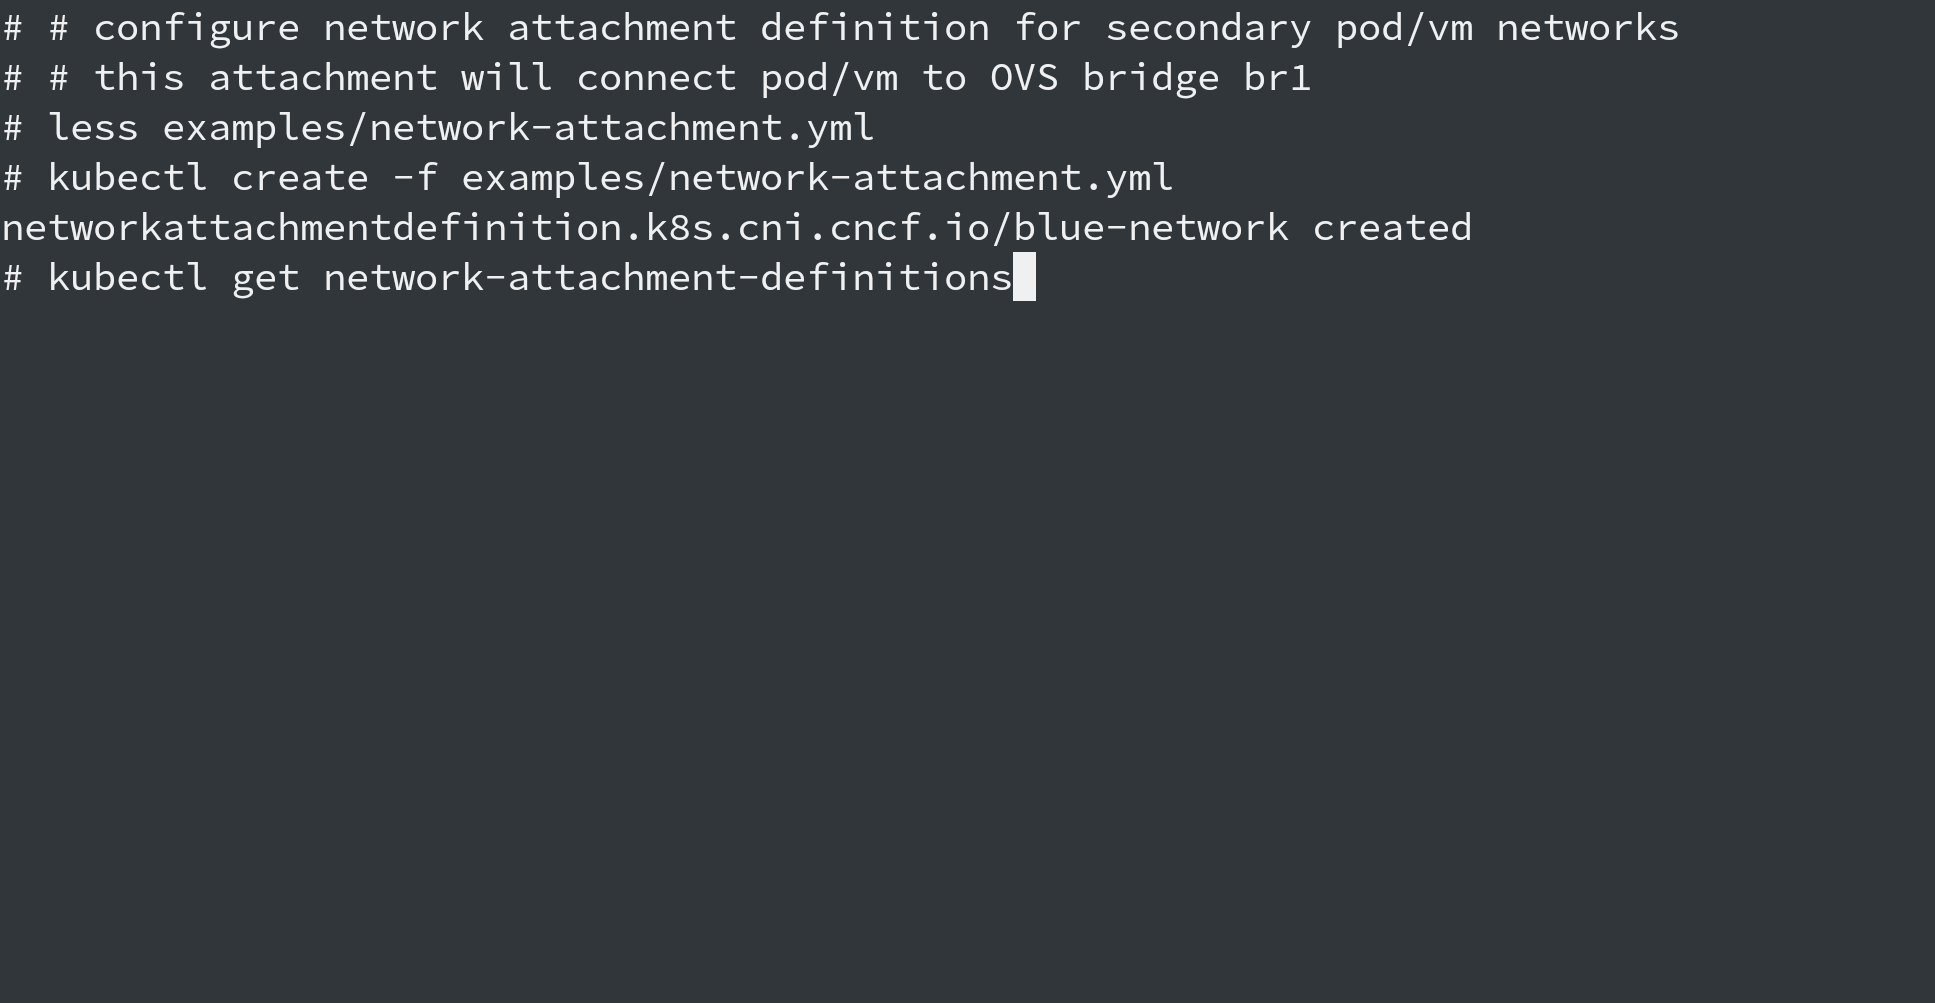 # # configure network attachment definition for secondary pod/vm networks
# # this attachment will connect pod/vm to OVS bridge br1
# less examples/network-attachment.yml
# kubectl create -f examples/network-attachment.yml
networkattachmentdefinition.k8s.cni.cncf.io/blue-network created
# kubectl get network-attachment-definitions